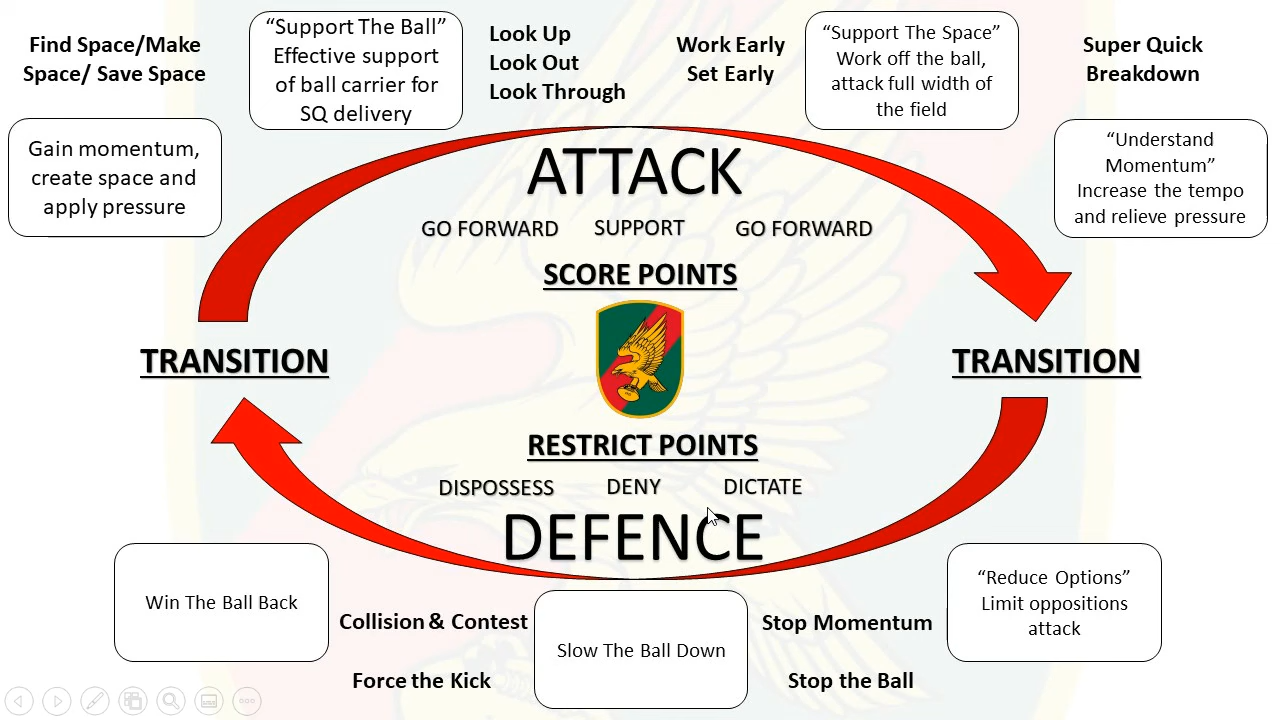 Find Space/Make
Space/ Save Space
“Support The Ball”
Effective support
of ball carrier for
SQ delivery
Look Up
Look Out
Look Through
Work Early
Set Early
“Support The Space”
Work off the ball,
attack full width of
the field
Super Quick
Breakdown
Gain momentum,
create space and
apply pressure
“Understand
Momentum”
Increase the tempo
and relieve pressure
ATTACK
GO FORWARD
SUPPORT
GO FORWARD
SCORE POINTS
TRANSITION
TRANSITION
RESTRICT POINTS
DISPOSSESS
DENY
DICTATE
DEFENCE
Win The Ball Back
Collision & Contest
Force the Kick
Slow The Ball Down
Stop Momentum
Stop the Ball
“Reduce Options”
Limit oppositions
attack